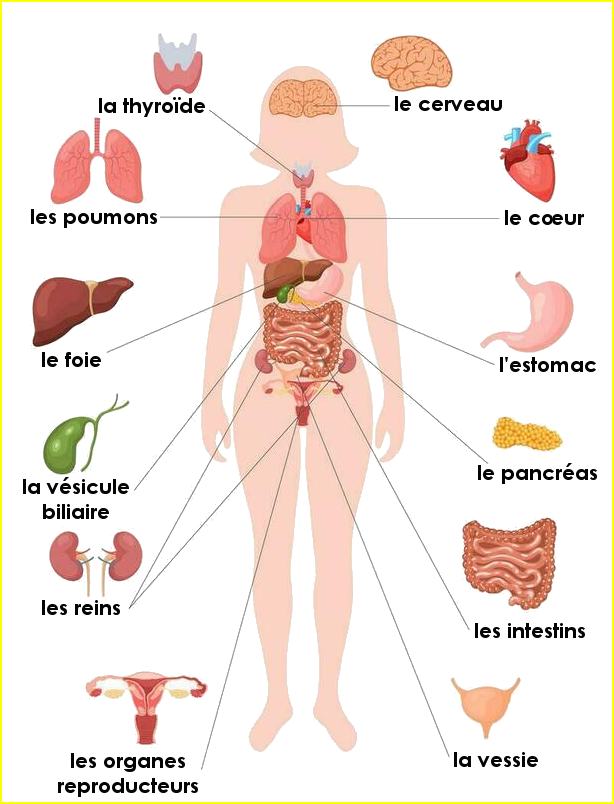 la thyroïde
le cerveau
les poumons
le cœur
le foie
l'estomac
la vésicule
biliaire
le pancréas
les reins
les intestins
les organes
reproducteurs
la vessie